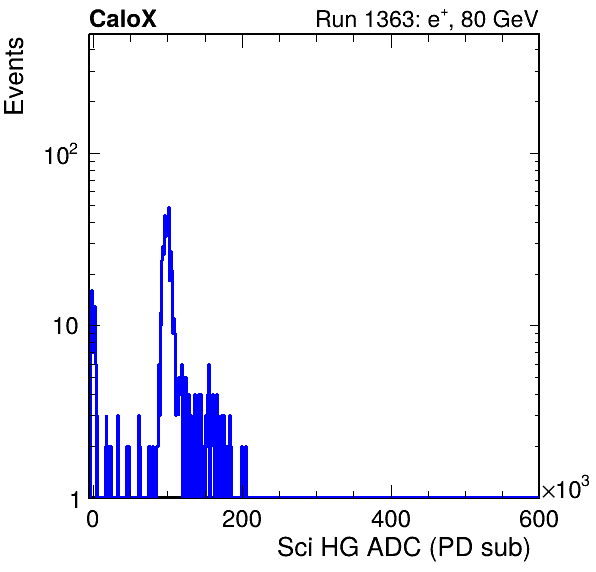 CaloX Run 1363: e⁺, 80 GeV
Events
10²
10
1
0 200 400 600
×10³
Sci HG ADC (PD sub)